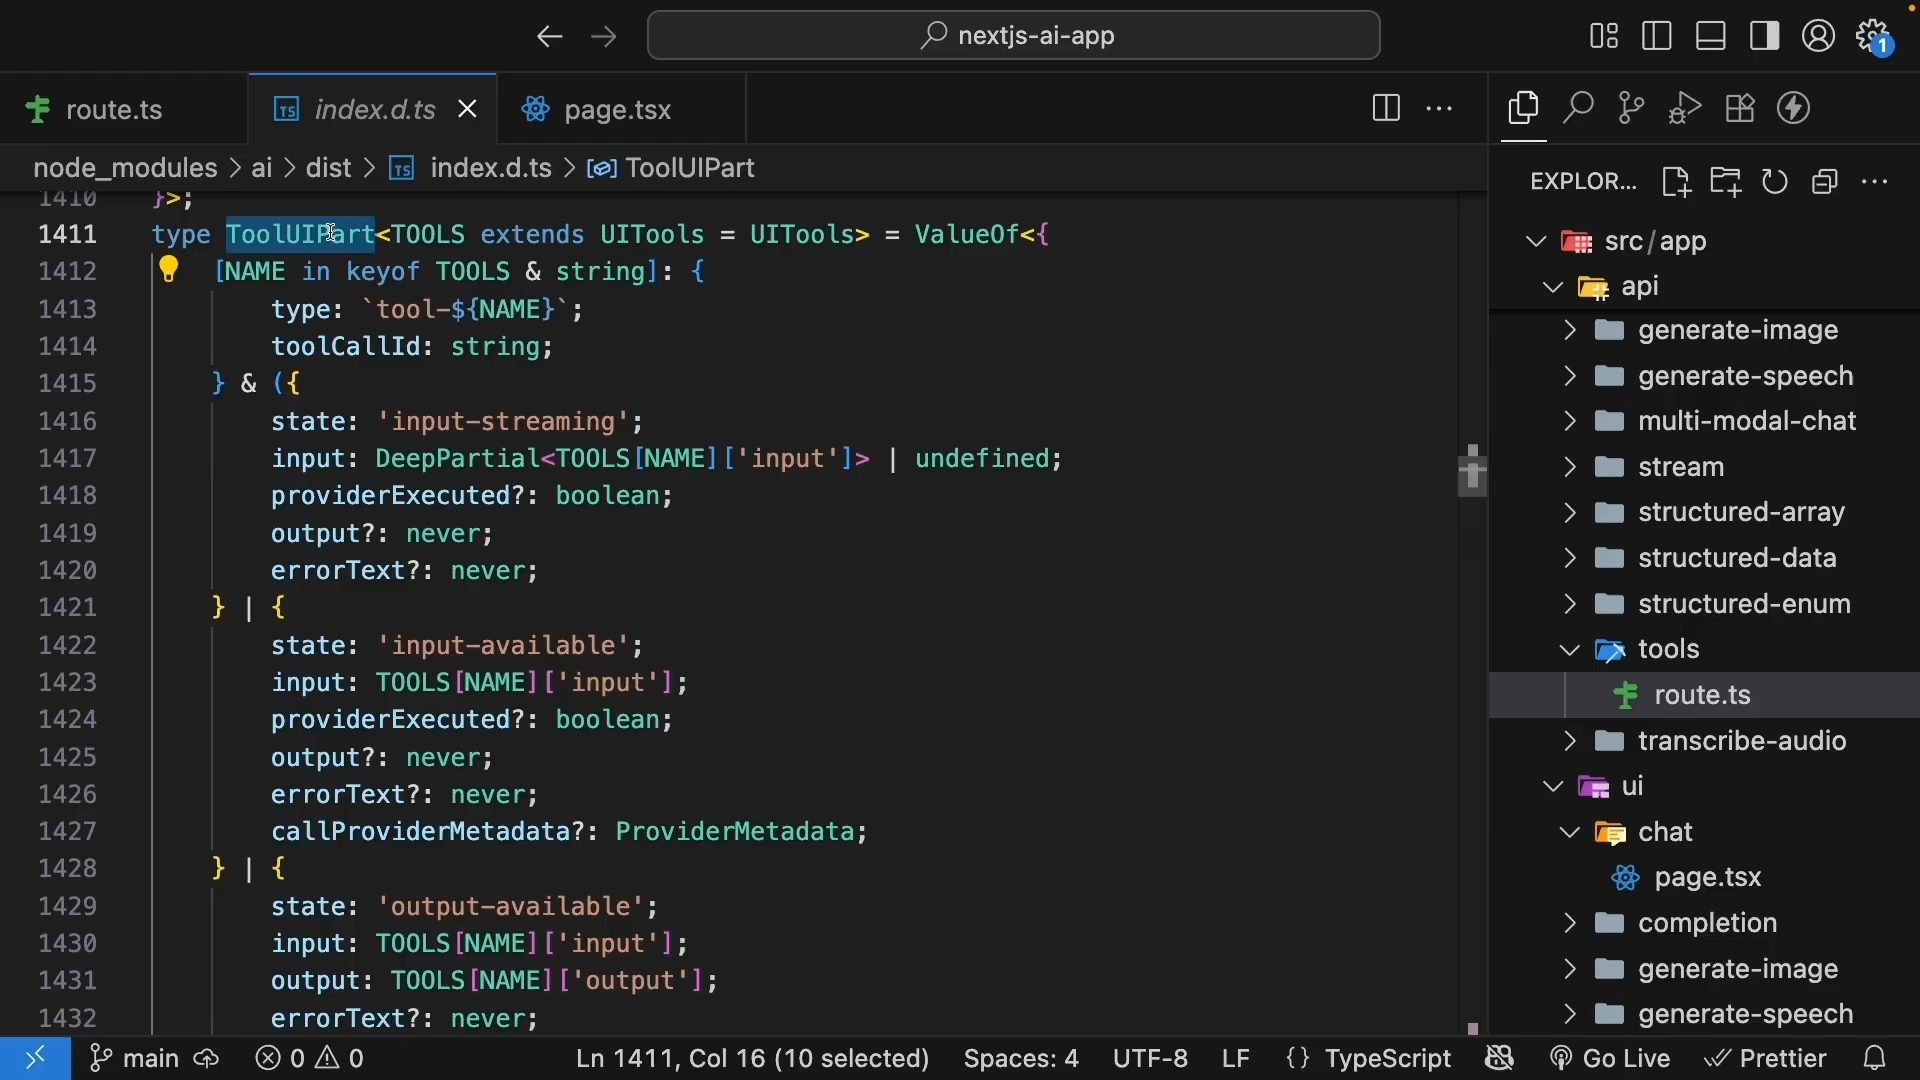 nextjs-ai-app
1
route.ts
index.d.ts
page.tsx
node_modules > ai > dist > index.d.ts > ToolUIPart
1410 }>;
1411 type ToolUIPart<TOOLS extends UITools = UITools> = ValueOf<{
1412 [NAME in keyof TOOLS & string]: {
1413 type: `tool-${NAME}`;
1414 toolCallId: string;
1415 } & ({
1416 state: 'input-streaming';
1417 input: DeepPartial<TOOLS[NAME]['input']> | undefined;
1418 providerExecuted?: boolean;
1419 output?: never;
1420 errorText?: never;
1421 } | {
1422 state: 'input-available';
1423 input: TOOLS[NAME]['input'];
1424 providerExecuted?: boolean;
1425 output?: never;
1426 errorText?: never;
1427 callProviderMetadata?: ProviderMetadata;
1428 } | {
1429 state: 'output-available';
1430 input: TOOLS[NAME]['input'];
1431 output: TOOLS[NAME]['output'];
1432 errorText?: never;
EXPLOR...
src/app
api
generate-image
generate-speech
multi-modal-chat
stream
structured-array
structured-data
structured-enum
tools
route.ts
transcribe-audio
ui
chat
page.tsx
completion
generate-image
generate-speech
main 0 0 Ln 1411, Col 16 (10 selected) Spaces: 4 UTF-8 LF {} TypeScript Go Live Prettier